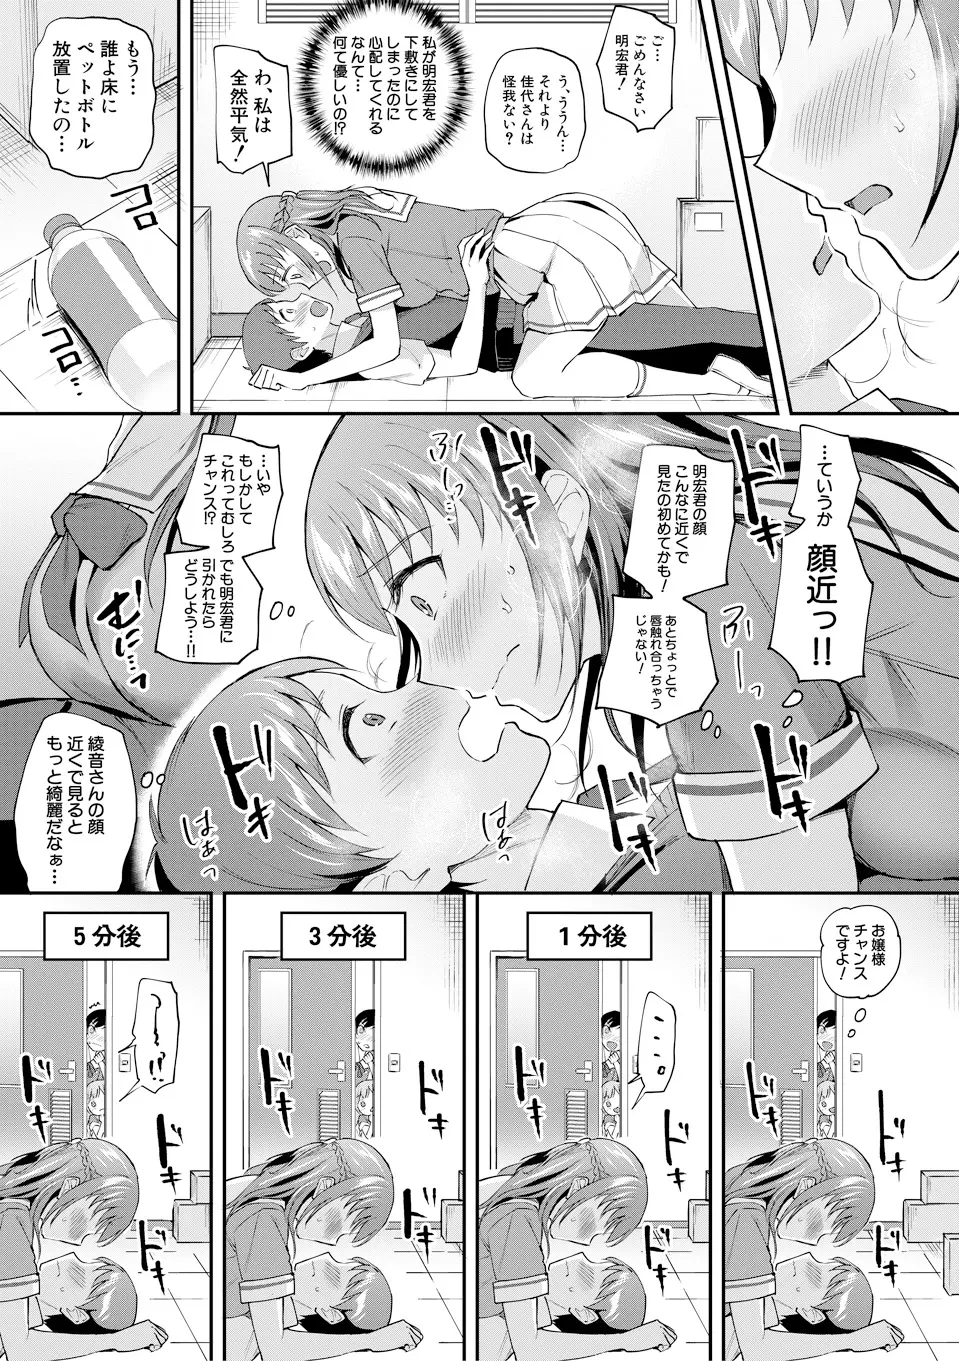 ご…
ごめんなさい
明宏君！
う、ううん…
それより
佳代さんは
怪我ない？
私が明宏君を
下敷きにして
しまったのに
心配してくれる
なんて…
何て優しいの!?
わ、私は
全然平気！
もう…
誰よ床に
ペットボトル
放置したの…
コロ
コロ…
…ていうか
顔近っ!!
明宏君の顔
こんなに近くで
見たの初めてかも！
あとちょっとで
唇触れ合っちゃう
じゃない！
…いや
もしかして
これってむしろ
チャンス!?
でも明宏君に
引かれたら
どうしよう…!!
綾音さんの顔
近くで見ると
もっと綺麗だなぁ…
ドキ
ドキ
ドキ
ドキ
ふーっ
ふーっ
むに…
はぁっ
はぁっ
お嬢様
チャンス
ですよ！
ドキ
ドキ
1分後
……
ドキ
ドキ
3分後
ドキ
ドキ
5分後
〜〜!?
ドキ
ドキ